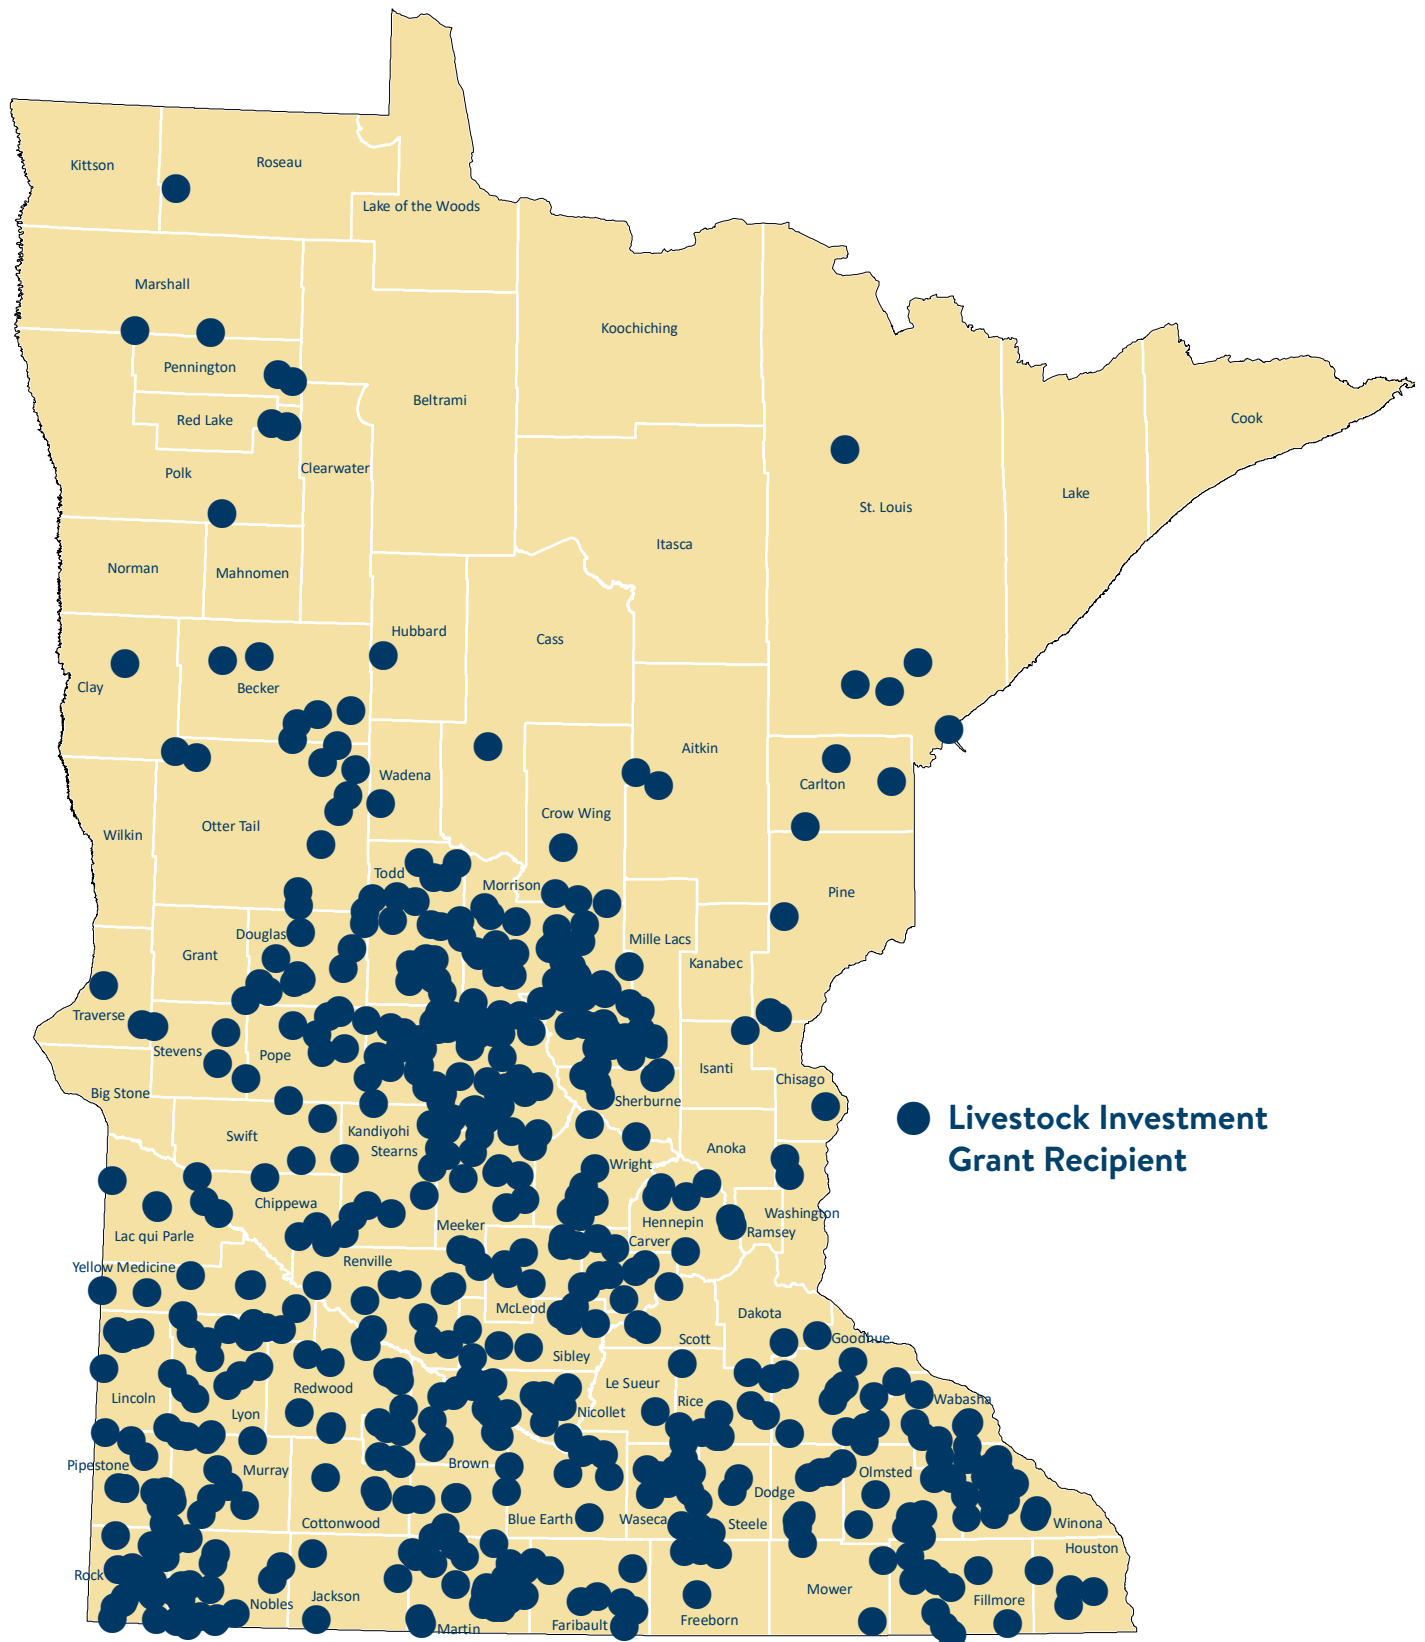 Kittson
Roseau
Lake of the Woods
Marshall
Koochiching
Pennington
Beltrami
Red Lake
Cook
Clearwater
Polk
Lake
St. Louis
Itasca
Norman
Mahnomen
Hubbard
Cass
Clay
Becker
Aitkin
Wadena
Carlton
Crow Wing
Otter Tail
Wilkin
Todd
Morrison
Pine
Douglas
Mille Lacs
Grant
Kanabec
Traverse
Stevens
Pope
Isanti
Chisago
Big Stone
Sherburne
Livestock Investment
Grant Recipient
Kandiyohi
Swift
Anoka
Stearns
Wright
Chippewa
Washington
Hennepin
Meeker
Ramsey
Lac qui Parle
Carver
Renville
Yellow Medicine
McLeod
Dakota
Scott
Goodhue
Sibley
Le Sueur
Redwood
Lincoln
Rice
Wabasha
Nicollet
Lyon
Brown
Pipestone
Murray
Olmsted
Dodge
Blue Earth
Waseca
Cottonwood
Steele
Winona
Houston
Rock
Mower
Jackson
Fillmore
Nobles
Freeborn
Faribault
Martin